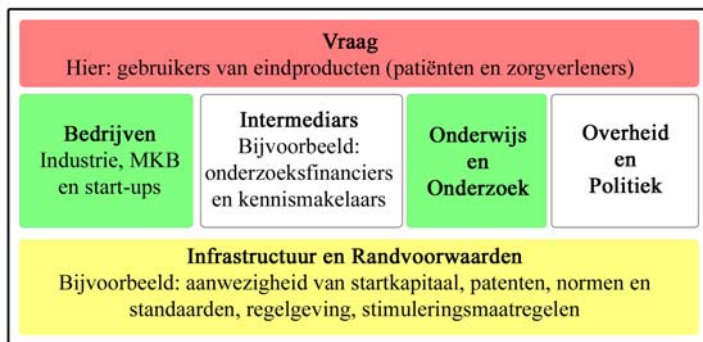 Vraag
Hier: gebruikers van eindproducten (patiënten en zorgverleners)
Bedrijven
Industrie, MKB
en start-ups
Intermediars
Bijvoorbeeld:
onderzoeksfinanciers
en kennismakelaars
Onderwijs
en
Onderzoek
Overheid
en
Politiek
Infrastructuur en Randvoorwaarden
Bijvoorbeeld: aanwezigheid van startkapitaal, patenten, normen en
standaarden, regelgeving, stimuleringsmaatregelen